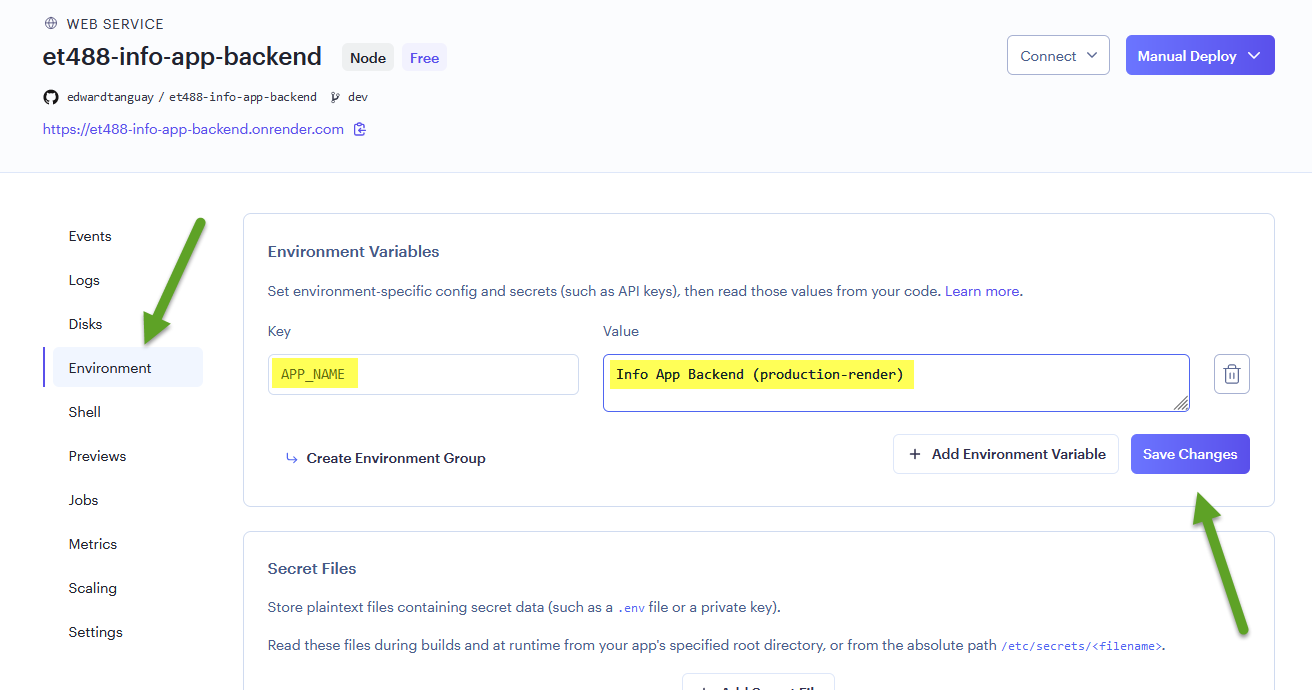 WEB SERVICE
et488-info-app-backend Node Free
Connect Manual Deploy
edwardtanguay / et488-info-app-backend dev
https://et488-info-app-backend.onrender.com
Events
Logs
Disks
Environment
Shell
Previews
Jobs
Metrics
Scaling
Settings
Environment Variables
Set environment-specific config and secrets (such as API keys), then read those values from your code. Learn more.
Key Value
APP_NAME Info App Backend (production-render)
Create Environment Group + Add Environment Variable Save Changes
Secret Files
Store plaintext files containing secret data (such as a .env file or a private key).
Read these files during builds and at runtime from your app's specified root directory, or from the absolute path /etc/secrets/<filename>.
+ Add Secret File